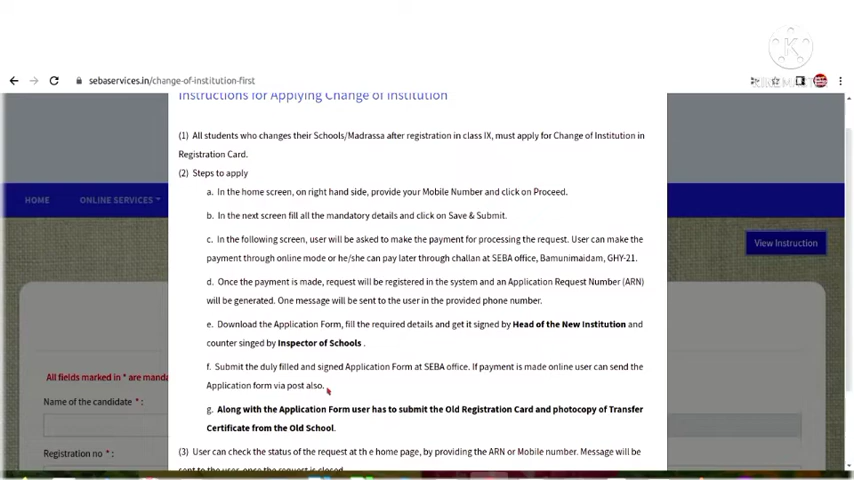 K
KINEMASTER
sebaservices.in/change-of-institution-first
Instructions for Applying Change of Institution
(1) All students who changes their Schools/Madrassa after registration in class IX, must apply for Change of Institution in
Registration Card.
(2) Steps to apply
a. In the home screen, on right hand side, provide your Mobile Number and click on Proceed.
HOME
ONLINE SERVICES
b. In the next screen fill all the mandatory details and click on Save & Submit.
c. In the following screen, user will be asked to make the payment for processing the request. User can make the
View Instruction
payment through online mode or he/she can pay later through challan at SEBA office, Bamunimaidam, GHY-21.
d. Once the payment is made, request will be registered in the system and an Application Request Number (ARN)
will be generated. One message will be sent to the user in the provided phone number.
e. Download the Application Form, fill the required details and get it signed by Head of the New Institution and
counter singed by Inspector of Schools .
f. Submit the duly filled and signed Application Form at SEBA office. If payment is made online user can send the
All fields marked in * are manda
Application form via post also.
Name of the candidate * :
g. Along with the Application Form user has to submit the Old Registration Card and photocopy of Transfer
Certificate from the Old School.
Registration no * :
(3) User can check the status of the request at th e home page, by providing the ARN or Mobile number. Message will be
sent to the user, once the request is closed.